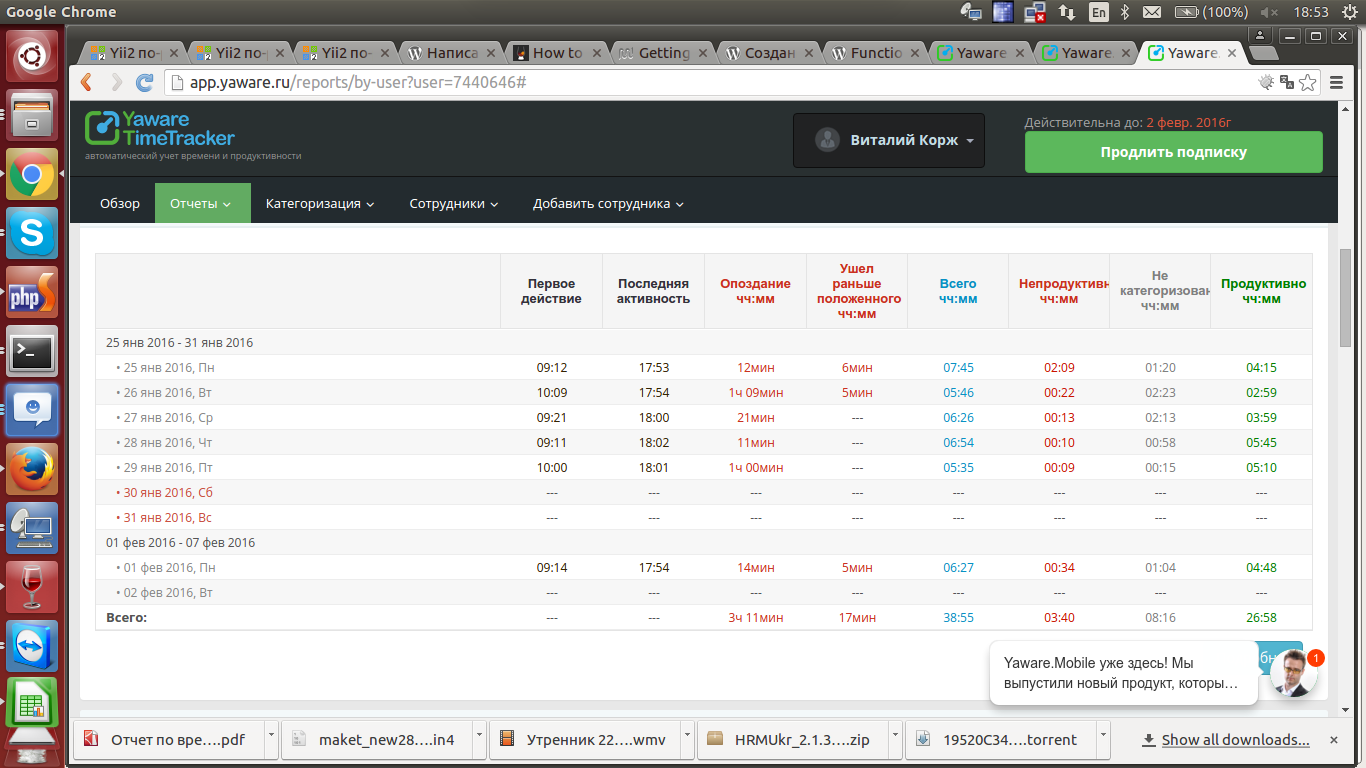 Google Chrome
En
(100%)
18:53
Yii2 по-
Yii2 по-
Yii2 по-
Написа
How to
Getting
Создан
Functio
Yaware
Yaware.
Yaware.
app.yaware.ru/reports/by-user?user=7440646#
Yaware
TimeTracker
автоматический учет времени и продуктивности
Виталий Корж
Действительна до: 2 февр. 2016г
Продлить подписку
Обзор Отчеты Категоризация Сотрудники Добавить сотрудника
Первое действие
Последняя активность
Опоздание чч:мм
Ушел раньше положенного чч:мм
Всего чч:мм
Непродуктивн чч:мм
Не категоризован чч:мм
Продуктивно чч:мм
25 янв 2016 - 31 янв 2016
• 25 янв 2016, Пн 09:12 17:53 12мин 6мин 07:45 02:09 01:20 04:15
• 26 янв 2016, Вт 10:09 17:54 1ч 09мин 5мин 05:46 00:22 02:23 02:59
• 27 янв 2016, Ср 09:21 18:00 21мин --- 06:26 00:13 02:13 03:59
• 28 янв 2016, Чт 09:11 18:02 11мин --- 06:54 00:10 00:58 05:45
• 29 янв 2016, Пт 10:00 18:01 1ч 00мин --- 05:35 00:09 00:15 05:10
• 30 янв 2016, Сб --- --- --- --- --- --- --- ---
• 31 янв 2016, Вс --- --- --- --- --- --- --- ---
01 фев 2016 - 07 фев 2016
• 01 фев 2016, Пн 09:14 17:54 14мин 5мин 06:27 00:34 01:04 04:48
• 02 фев 2016, Вт --- --- --- --- --- --- --- ---
Всего: --- --- 3ч 11мин 17мин 38:55 03:40 08:16 26:58
Yaware.Mobile уже здесь! Мы
выпустили новый продукт, которы…
1
php
Отчет по вре….pdf
maket_new28….in4
Утренник 22….wmv
HRMUkr_2.1.3….zip
19520C34….torrent
Show all downloads...